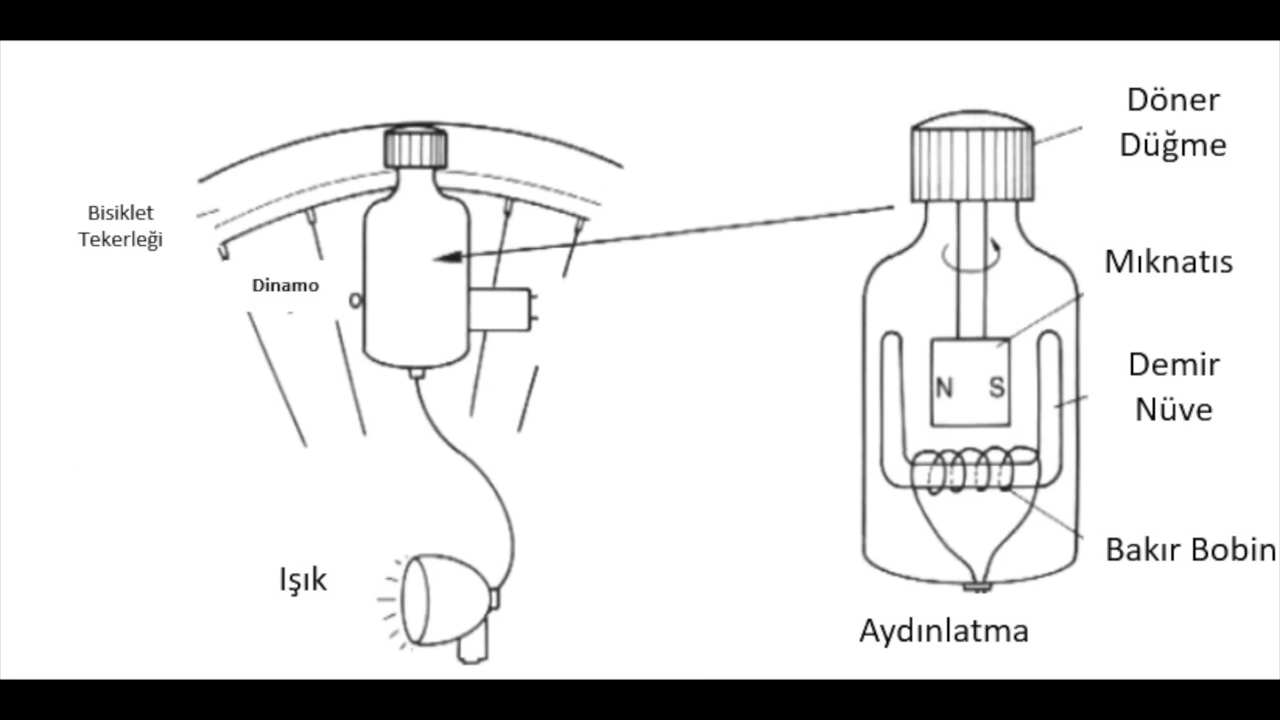 Bisiklet
Tekerleği
Dinamo
Işık
Döner
Düğme
Mıknatıs
N S
Demir
Nüve
Bakır Bobin
Aydınlatma